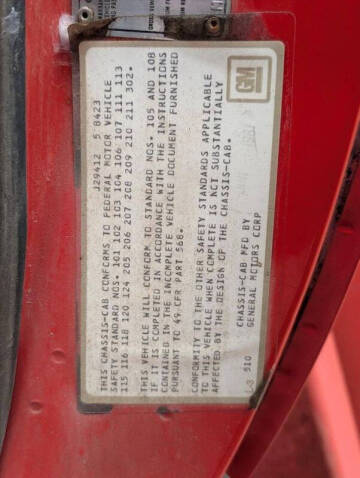 J29412 5 8423
THIS CHASSIS-CAB CONFORMS TO FEDERAL MOTOR VEHICLE
SAFETY STANDARD NOS. 101 102 103 104 106 107 111 113
115 116 118 120 124 205 206 207 208 209 210 211 302.
THIS VEHICLE WILL CONFORM TO STANDARD NOS. 105 AND 108
IF IT IS COMPLETED IN ACCORDANCE WITH THE INSTRUCTIONS
CONTAINED IN THE INCOMPLETE VEHICLE DOCUMENT FURNISHED
PURSUANT TO 49 CFR PART 568.
CONFORMITY TO THE OTHER SAFETY STANDARDS APPLICABLE
TO THIS VEHICLE WHEN COMPLETE IS NOT SUBSTANTIALLY
AFFECTED BY THE DESIGN OF THE CHASSIS-CAB.
CHASSIS-CAB MFD BY
GENERAL MOTORS CORP
L-3 510
GM